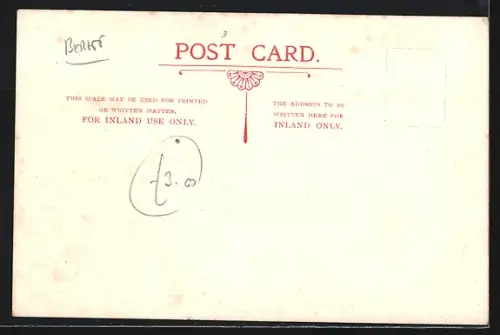 POST CARD.
THIS SPACE MAY BE USED FOR PRINTED
OR WRITTEN MATTER,
FOR INLAND USE ONLY.
THE ADDRESS TO BE
WRITTEN HERE FOR
INLAND ONLY.
3.00